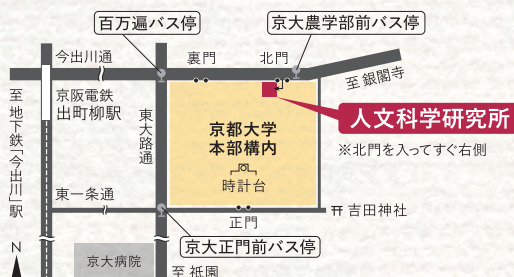 百万遍バス停
京大農学部前バス停
今出川通
裏門
北門
至 銀閣寺
京阪電鉄
出町柳駅
至 地下鉄「今出川」駅
東大路通
京都大学
本部構内
時計台
人文科学研究所
※北門を入ってすぐ右側
東一条通
正門
吉田神社
京大正門前バス停
N
京大病院
至 祇園